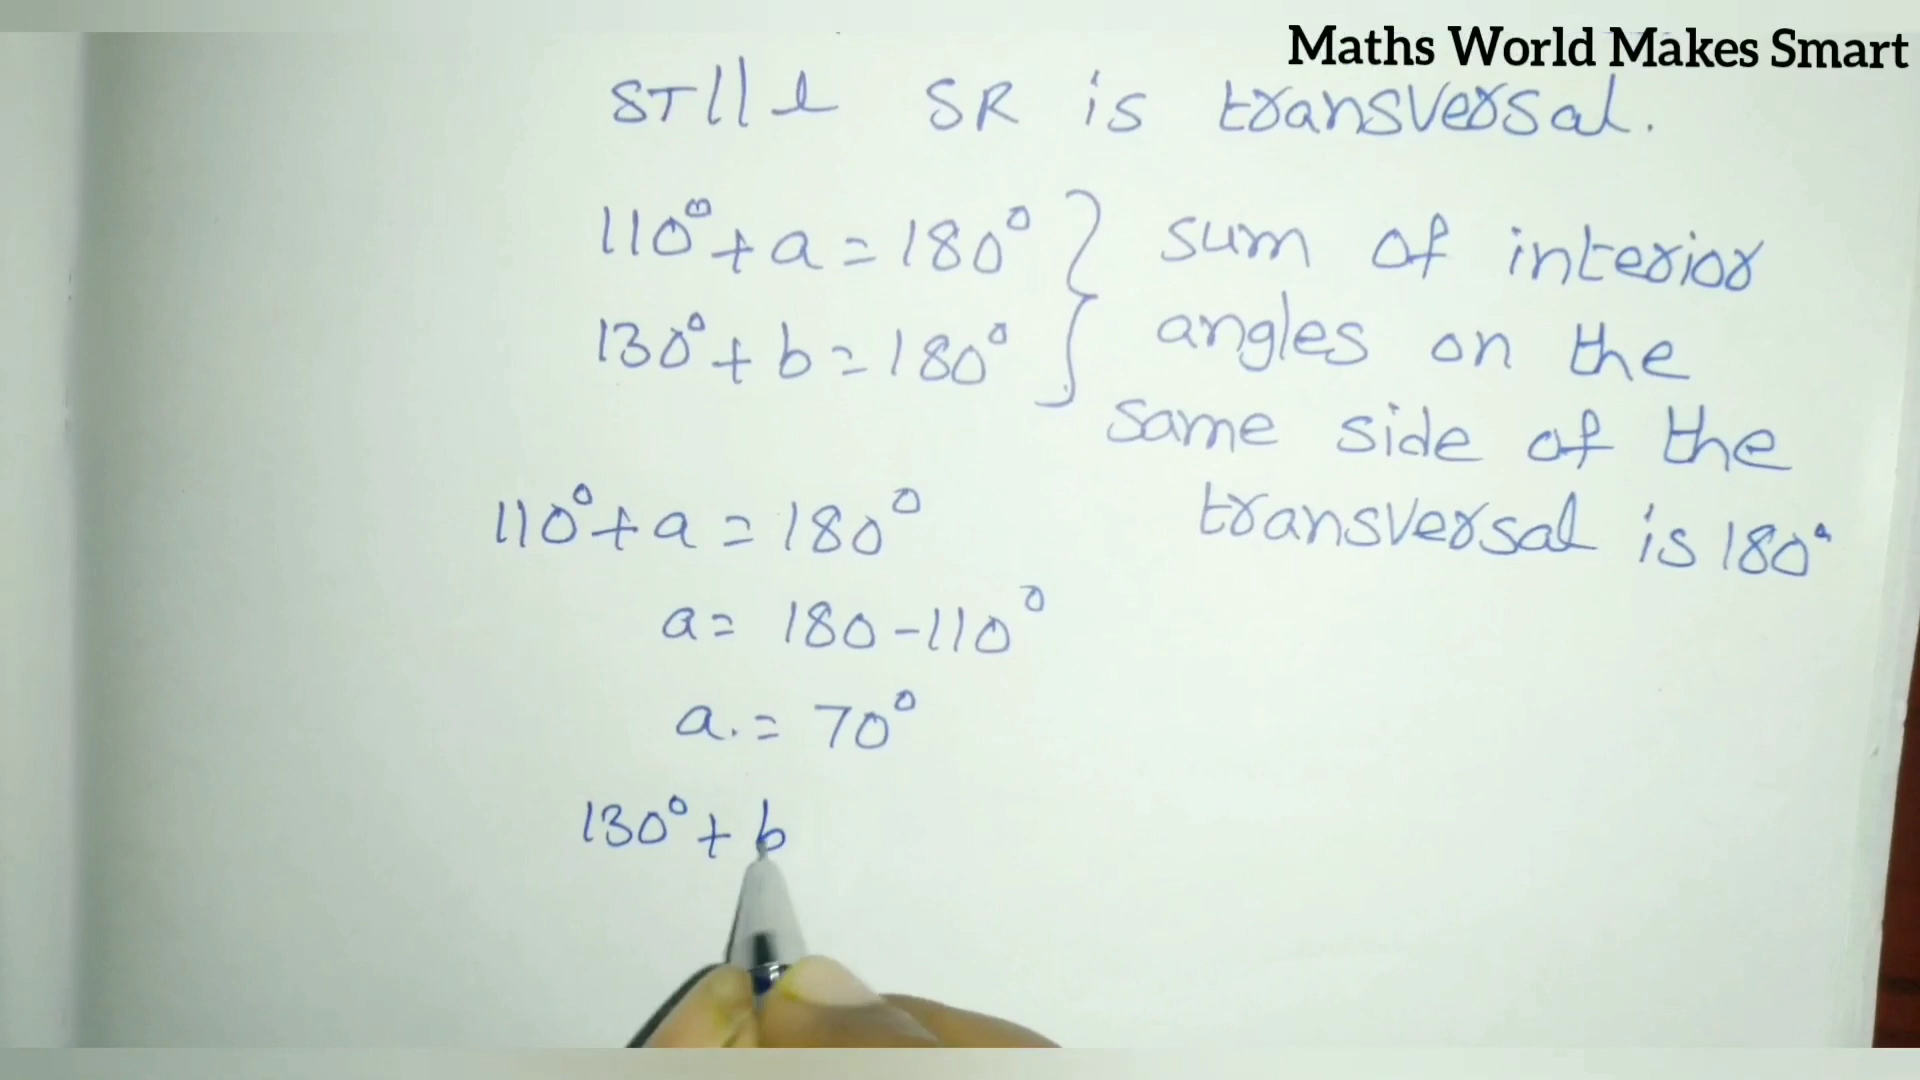 Maths World Makes Smart
ST || l SR is transversal.
110° + a = 180° } sum of interior
130° + b = 180° angles on the
same side of the
transversal is 180°
110° + a = 180°
a = 180 - 110°
a. = 70°
130° + b